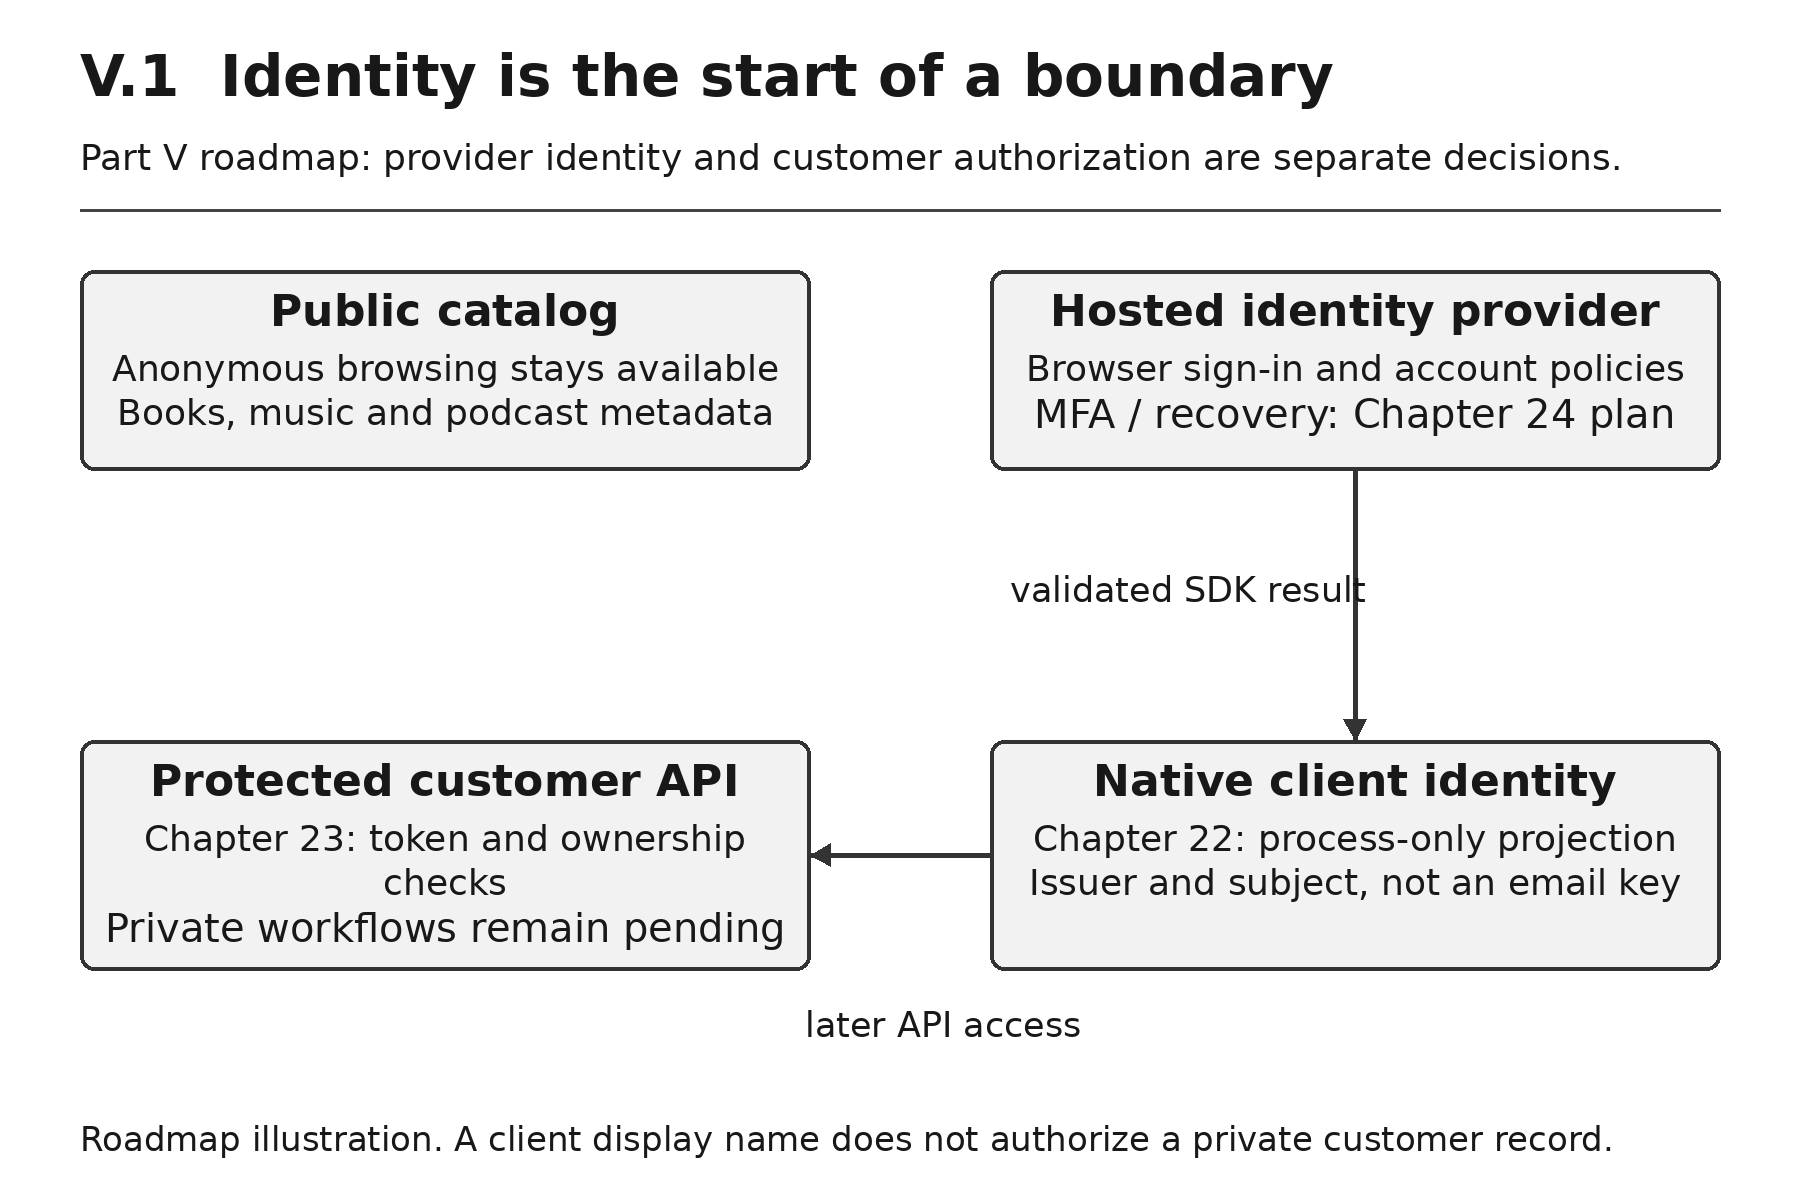 V.1 Identity is the start of a boundary
Part V roadmap: provider identity and customer authorization are separate decisions.
Public catalog
Anonymous browsing stays available
Books, music and podcast metadata
Hosted identity provider
Browser sign-in and account policies
MFA / recovery: Chapter 24 plan
validated SDK result
Protected customer API
Chapter 23: token and ownership
checks
Private workflows remain pending
Native client identity
Chapter 22: process-only projection
Issuer and subject, not an email key
later API access
Roadmap illustration. A client display name does not authorize a private customer record.